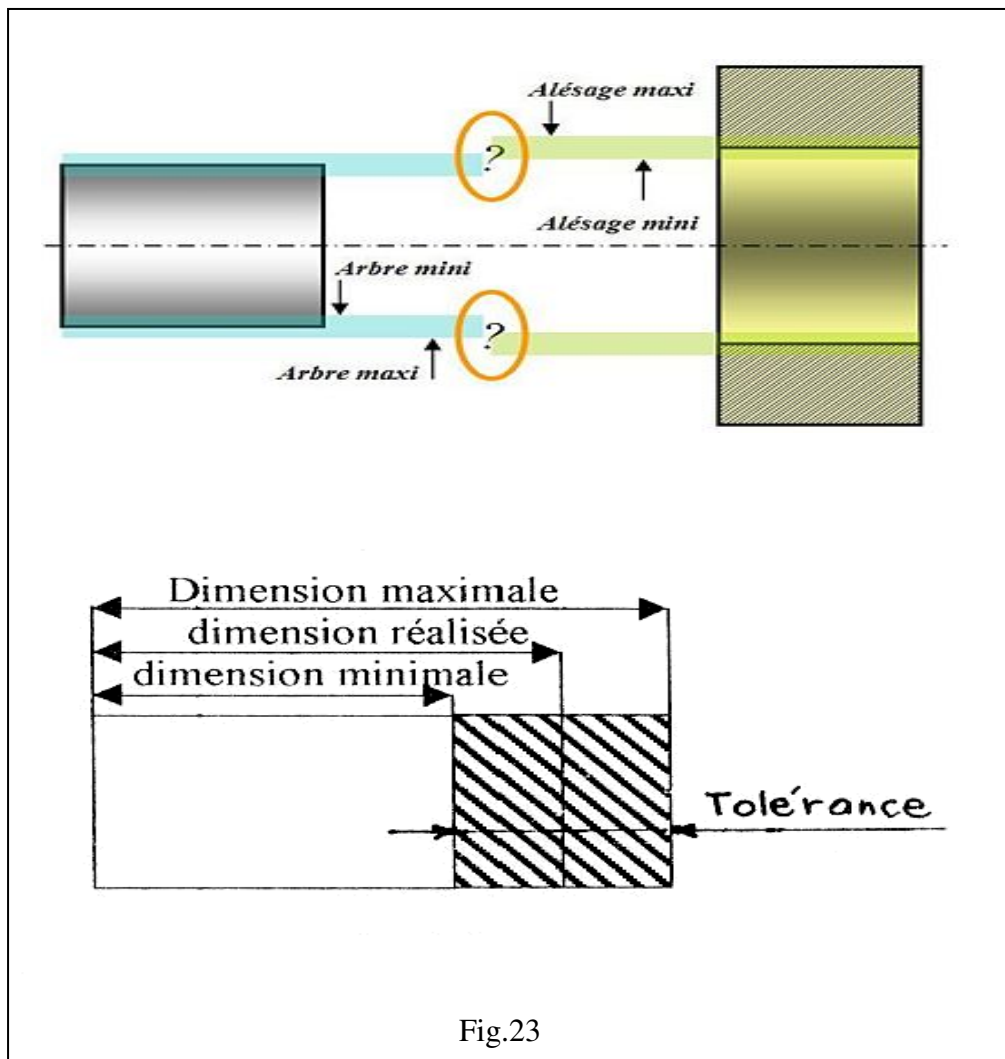 Alésage maxi
?
Alésage mini
Arbre mini
?
Arbre maxi
Dimension maximale
dimension réalisée
dimension minimale
Tolérance
Fig.23